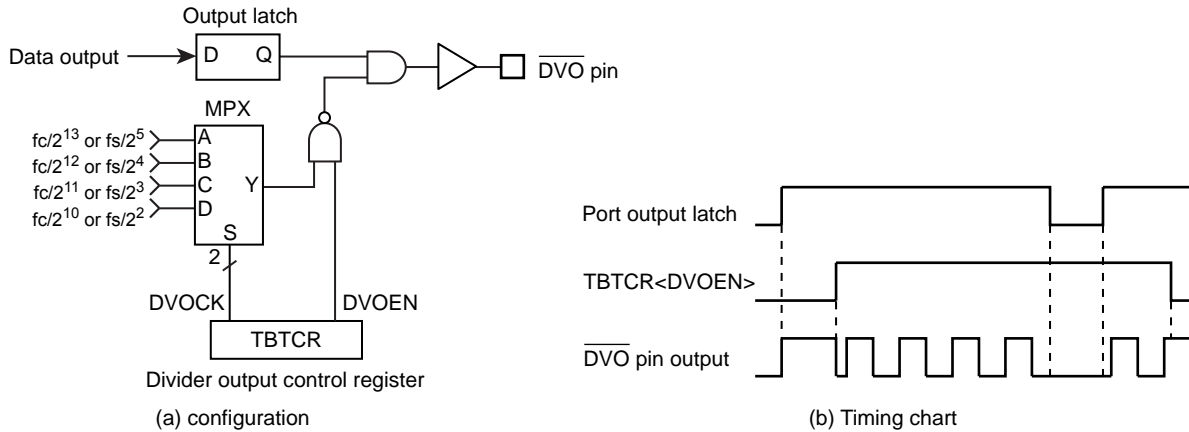 Output latch
Data output
D
Q
DVO pin
MPX
fc/2^13 or fs/2^5
A
fc/2^12 or fs/2^4
B
fc/2^11 or fs/2^3
C
fc/2^10 or fs/2^2
D
Y
S
2
DVOCK
DVOEN
TBTCR
Divider output control register
(a) configuration
Port output latch
TBTCR<DVOEN>
DVO pin output
(b) Timing chart